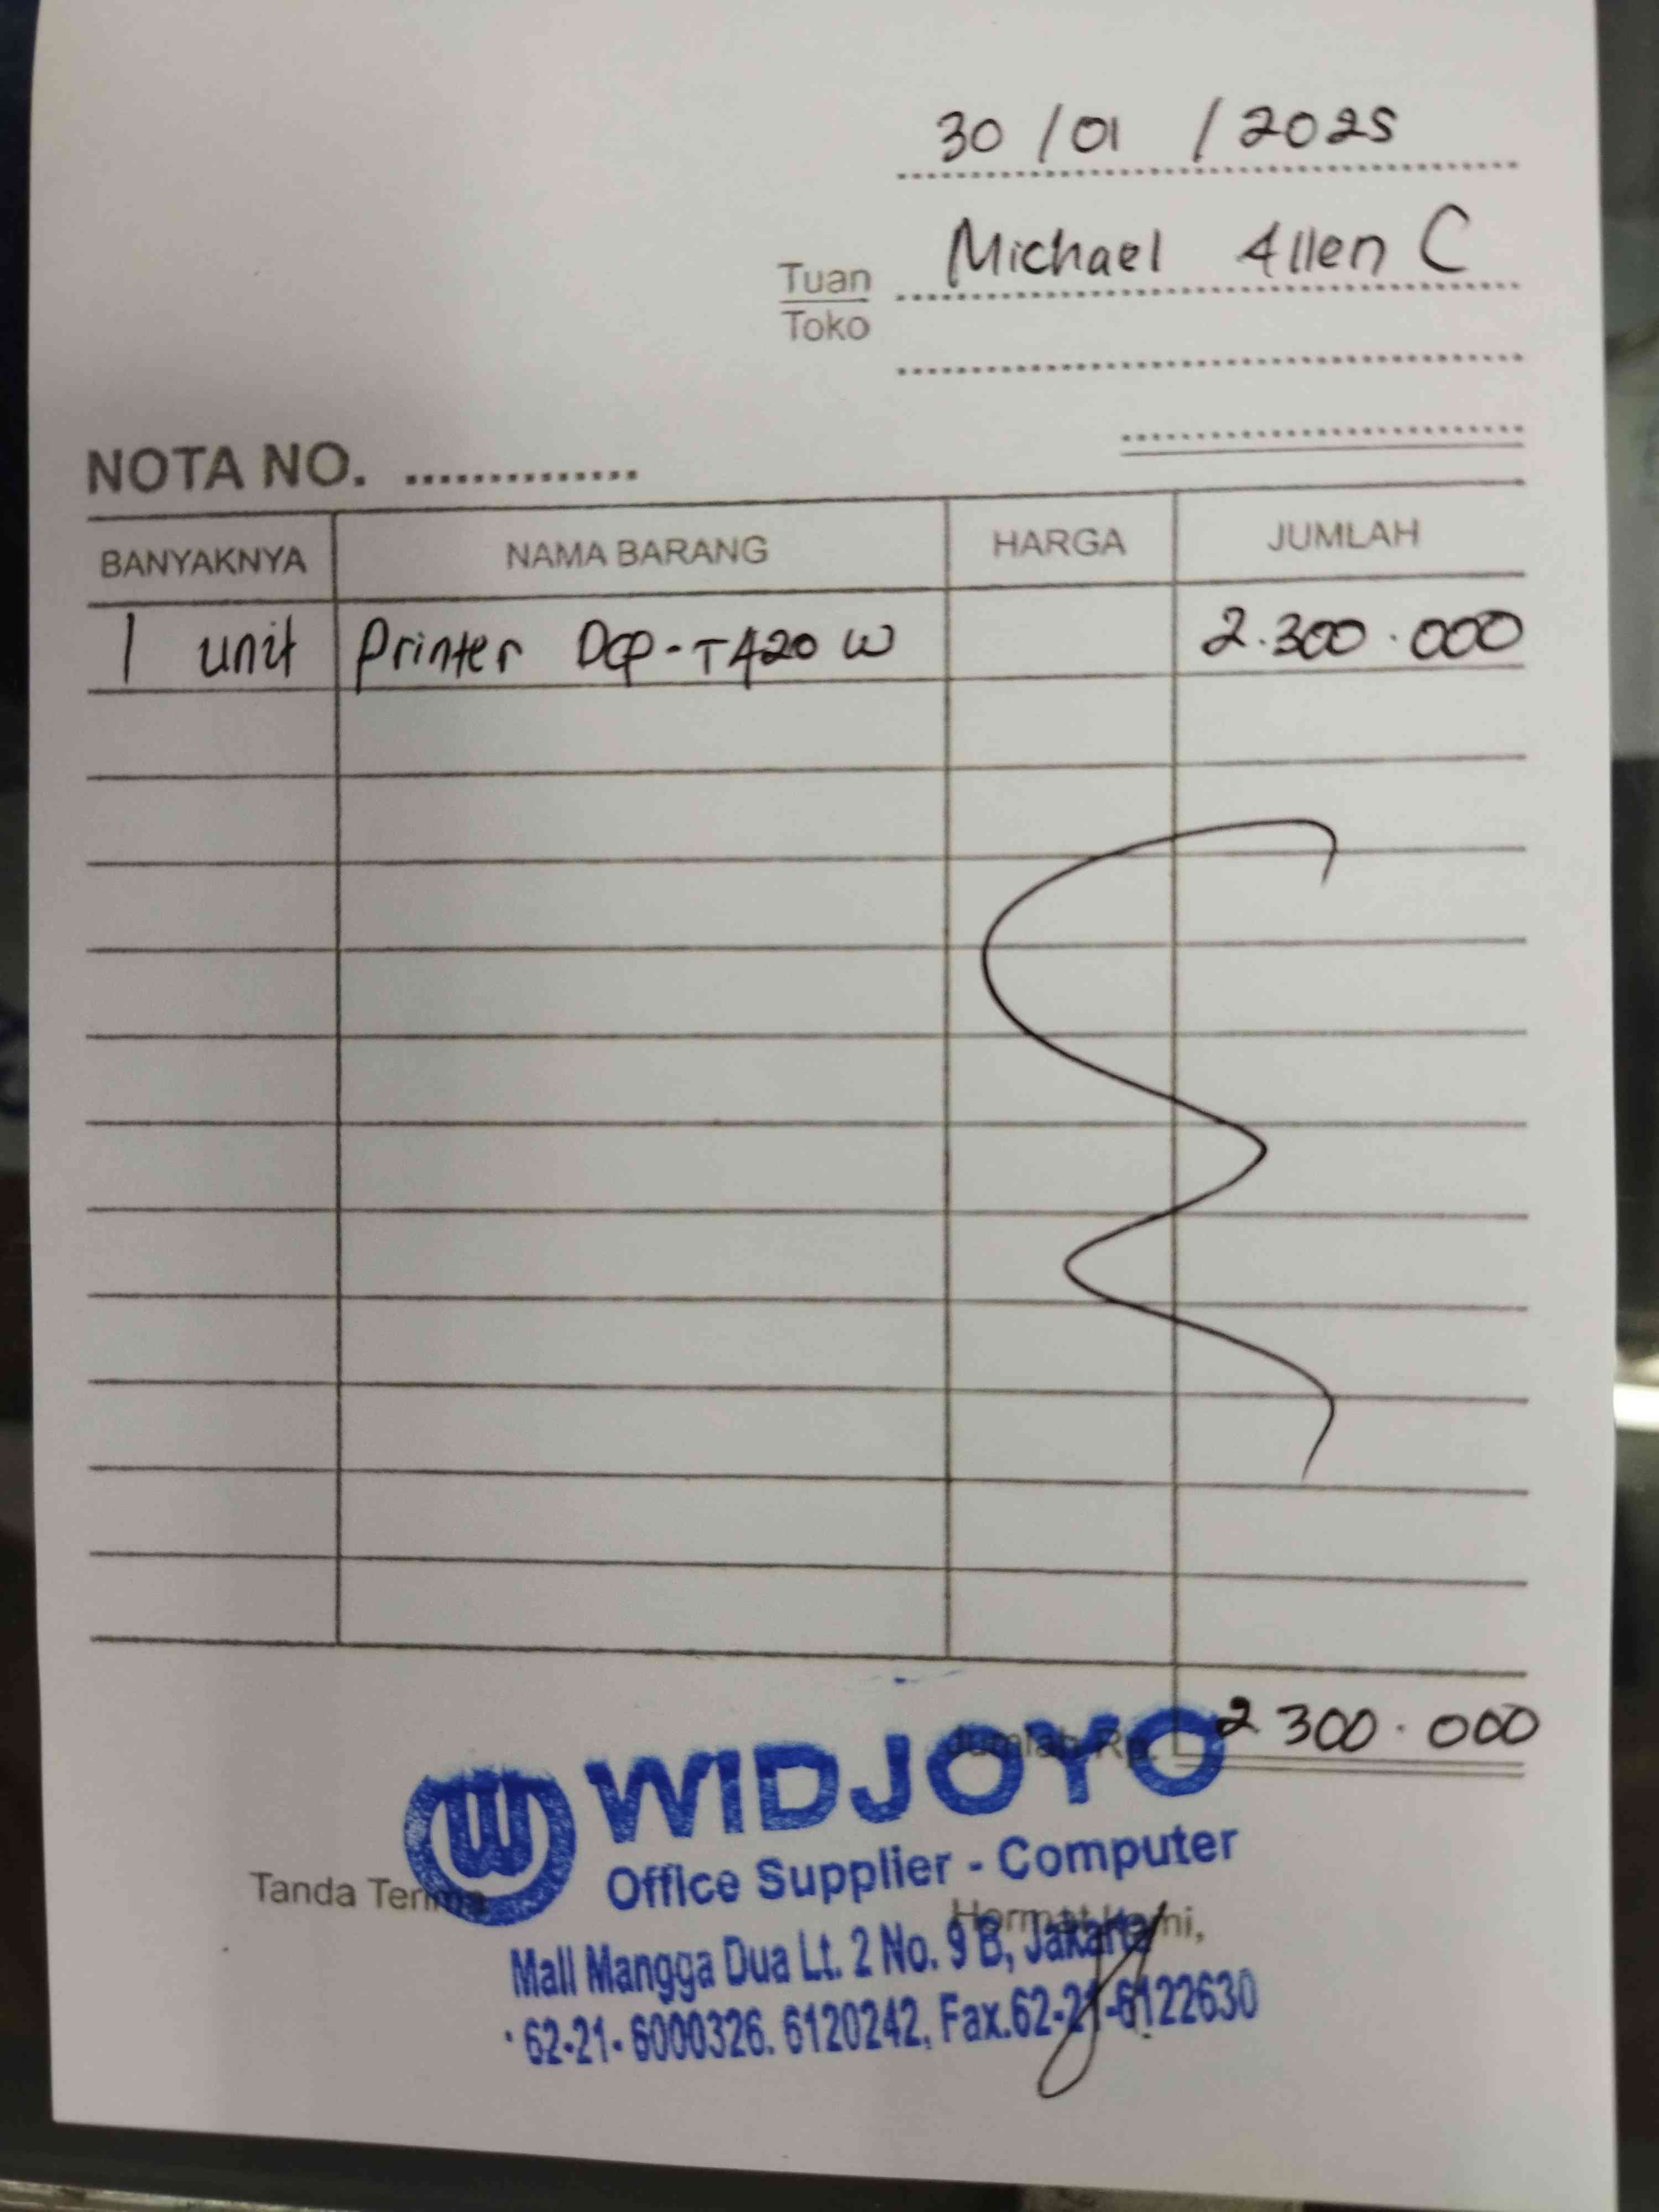 30 / 01 / 2025
Tuan Michael Allen C
Toko
NOTA NO. ..............
BANYAKNYA NAMA BARANG HARGA JUMLAH
1 unit Printer Dcp-T420 W 2.300.000
Jumlah Rp. 2 300.000
WIDJOYO
Office Supplier - Computer
Tanda Terima Hormat Kami,
Mall Mangga Dua Lt. 2 No. 9 B, Jakarta
62-21- 6000326. 6120242, Fax.62-21-6122630